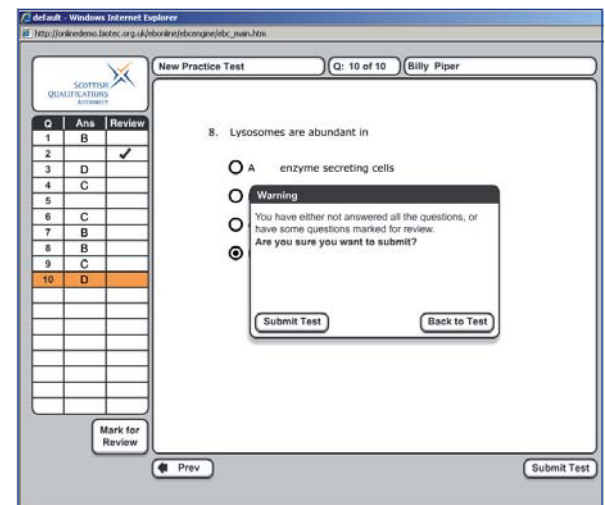 default - Windows Internet Explorer
http://onlinedemo.biotec.org.uk/ebonline/ebcengine/ebc_main.htm
SCOTTISH
QUALIFICATIONS
AUTHORITY
New Practice Test
Q: 10 of 10
Billy Piper
Q Ans Review
1 B
2 ✓
3 D
4 C
5
6 C
7 B
8 B
9 C
10 D
8. Lysosomes are abundant in
A enzyme secreting cells
Warning
You have either not answered all the questions, or
have some questions marked for review.
Are you sure you want to submit?
Submit Test
Back to Test
Mark for
Review
Prev
Submit Test